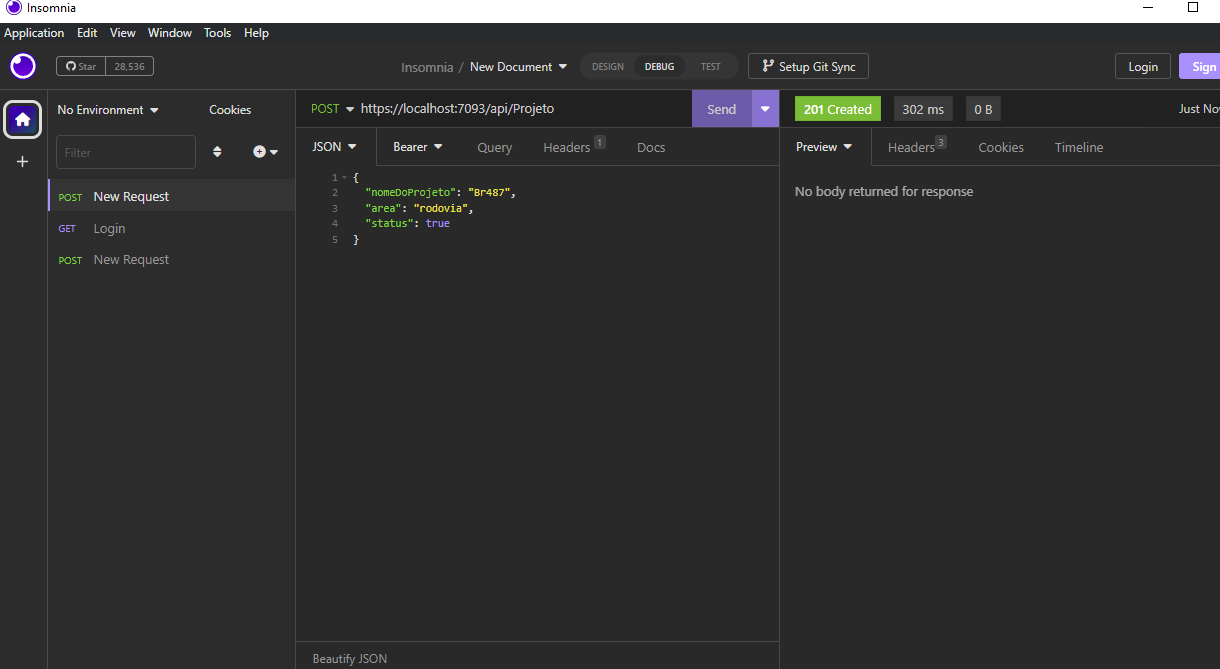 Insomnia
Application Edit View Window Tools Help
Star 28,536
Insomnia / New Document
DESIGN DEBUG TEST
Setup Git Sync
Login
Sign
No Environment Cookies
Filter
POST New Request
GET Login
POST New Request
POST https://localhost:7093/api/Projeto Send
JSON Bearer Query Headers 1 Docs
1 {
2 "nomeDoProjeto": "Br487",
3 "area": "rodovia",
4 "status": true
5 }
Beautify JSON
201 Created 302 ms 0 B Just Now
Preview Headers 3 Cookies Timeline
No body returned for response